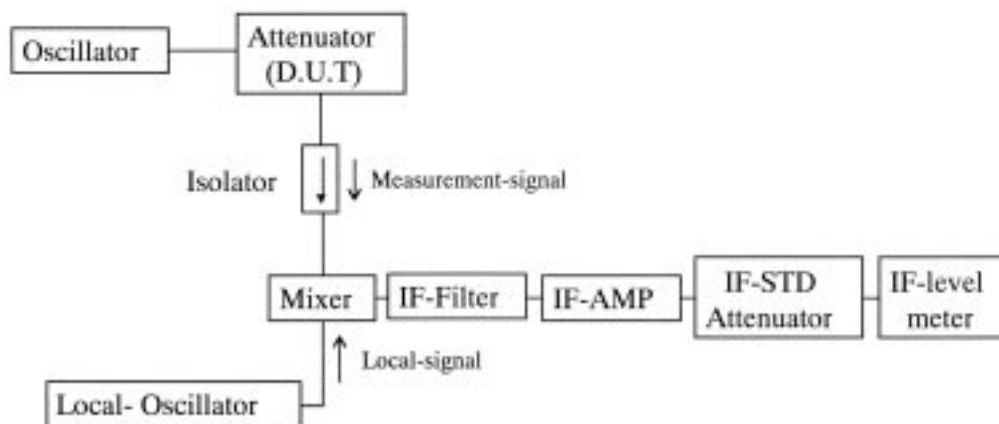 Oscillator
Attenuator
(D.U.T)
Isolator
Measurement-signal
Mixer
IF-Filter
IF-AMP
IF-STD
Attenuator
IF-level
meter
Local-signal
Local- Oscillator